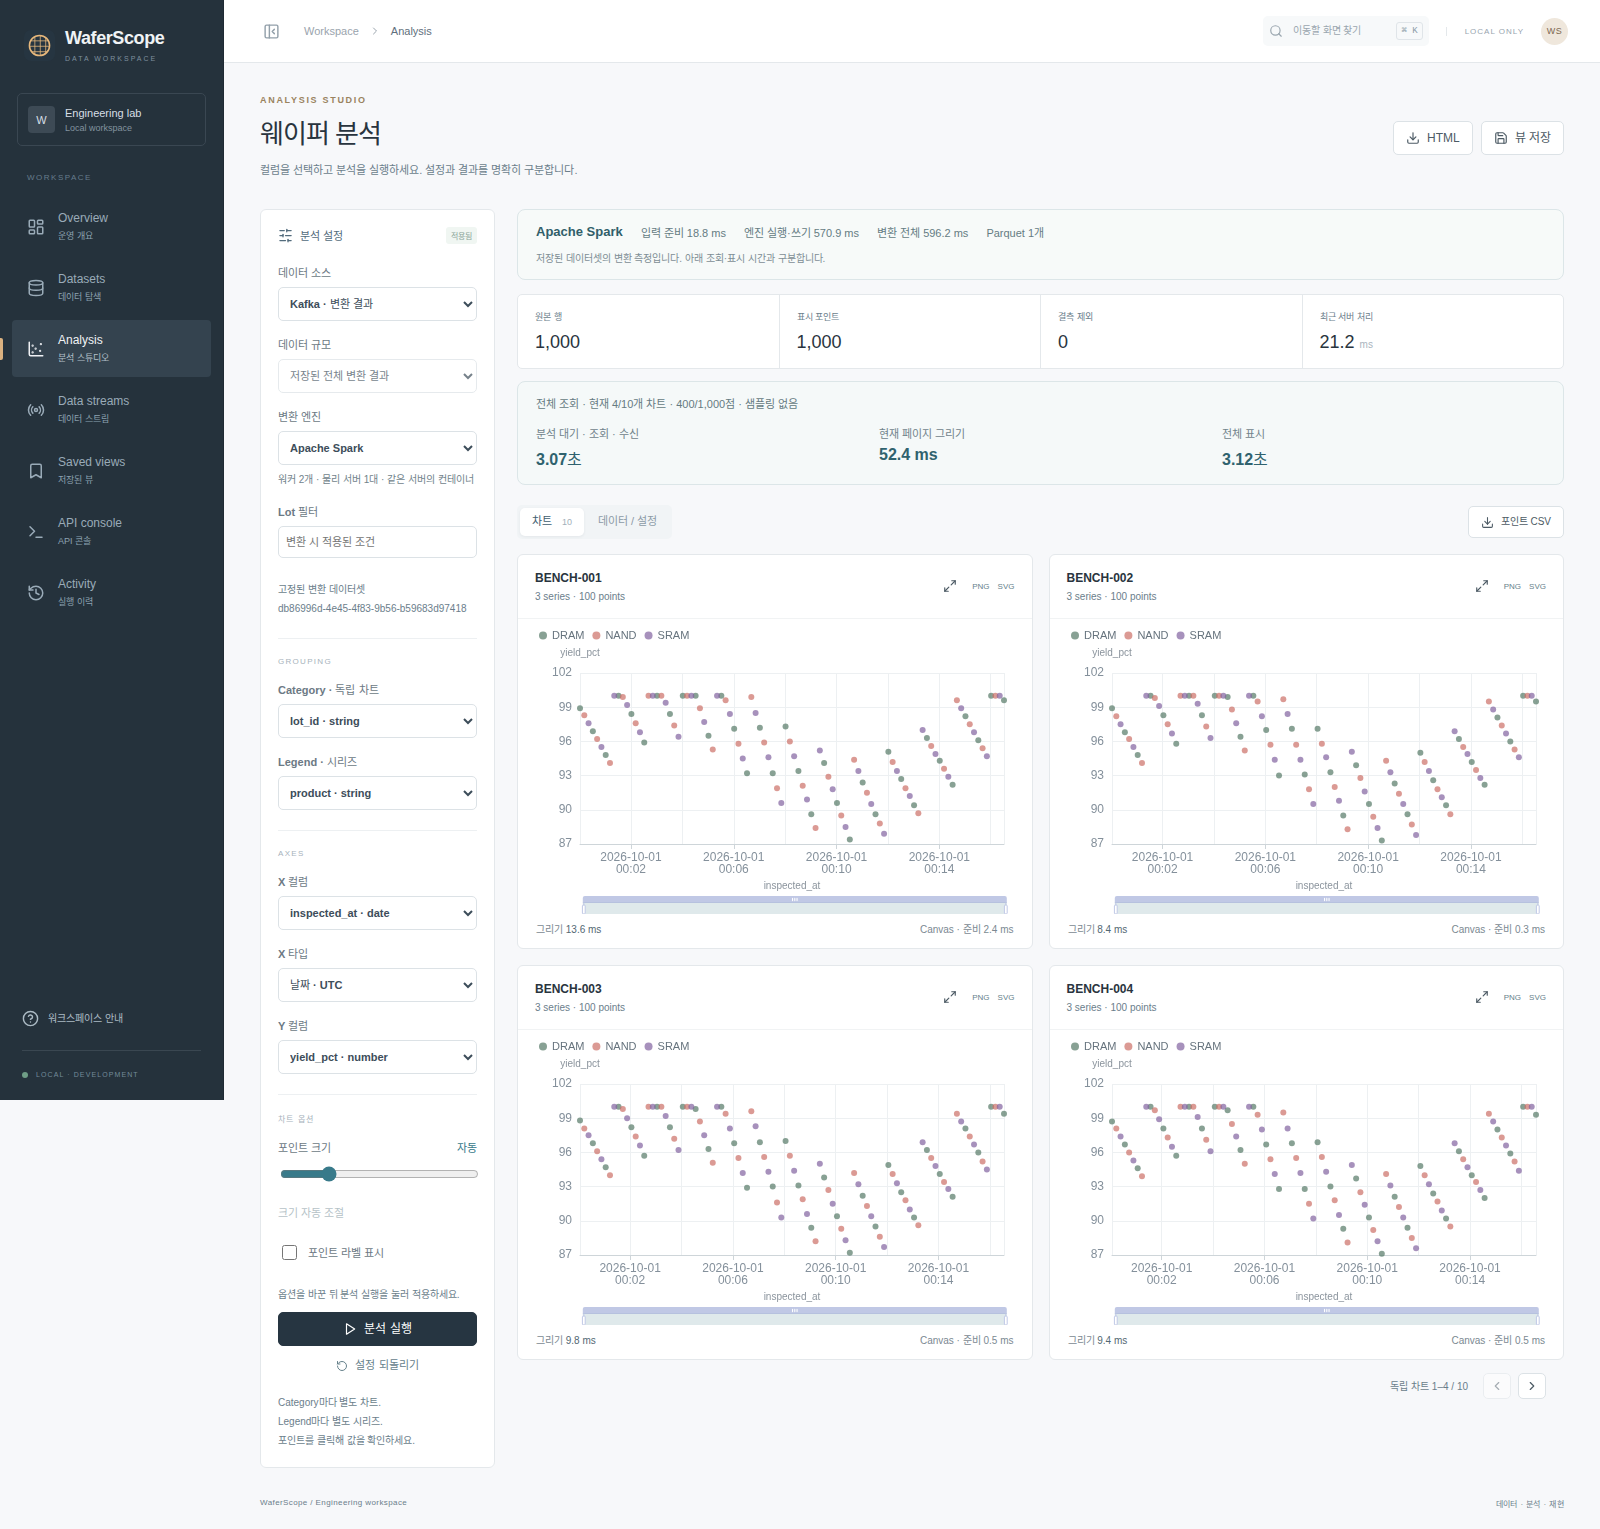 WaferScope
DATA WORKSPACE
W
Engineering lab
Local workspace
WORKSPACE
Overview
운영 개요
Datasets
데이터 탐색
Analysis
분석 스튜디오
Data streams
데이터 스트림
Saved views
저장된 뷰
API console
API 콘솔
Activity
실행 이력
워크스페이스 안내
LOCAL · DEVELOPMENT
Workspace > Analysis
이동할 화면 찾기
⌘ K
LOCAL ONLY
WS
ANALYSIS STUDIO
웨이퍼 분석
컬럼을 선택하고 분석을 실행하세요. 설정과 결과를 명확히 구분합니다.
HTML
뷰 저장
분석 설정
적용됨
데이터 소스
Kafka · 변환 결과
데이터 규모
저장된 전체 변환 결과
변환 엔진
Apache Spark
워커 2개 · 물리 서버 1대 · 같은 서버의 컨테이너
Lot 필터
변환 시 적용된 조건
고정된 변환 데이터셋
db86996d-4e45-4f83-9b56-b59683d97418
GROUPING
Category · 독립 차트
lot_id · string
Legend · 시리즈
product · string
AXES
X 컬럼
inspected_at · date
X 타입
날짜 · UTC
Y 컬럼
yield_pct · number
차트 옵션
포인트 크기
자동
크기 자동 조절
포인트 라벨 표시
옵션을 바꾼 뒤 분석 실행을 눌러 적용하세요.
분석 실행
설정 되돌리기
Category마다 별도 차트.
Legend마다 별도 시리즈.
포인트를 클릭해 값을 확인하세요.
Apache Spark 입력 준비 18.8 ms 엔진 실행·쓰기 570.9 ms 변환 전체 596.2 ms Parquet 1개
저장된 데이터셋의 변환 측정입니다. 아래 조회·표시 시간과 구분합니다.
원본 행
1,000
표시 포인트
1,000
결측 제외
0
최근 서버 처리
21.2 ms
전체 조회 · 현재 4/10개 차트 · 400/1,000점 · 샘플링 없음
분석 대기 · 조회 · 수신
3.07초
현재 페이지 그리기
52.4 ms
전체 표시
3.12초
차트 10
데이터 / 설정
포인트 CSV
BENCH-001
3 series · 100 points
PNG SVG
DRAM NAND SRAM
yield_pct
102
99
96
93
90
87
2026-10-01 2026-10-01 2026-10-01 2026-10-01
00:02 00:06 00:10 00:14
inspected_at
그리기 13.6 ms
Canvas · 준비 2.4 ms
BENCH-002
3 series · 100 points
PNG SVG
DRAM NAND SRAM
yield_pct
102
99
96
93
90
87
2026-10-01 2026-10-01 2026-10-01 2026-10-01
00:02 00:06 00:10 00:14
inspected_at
그리기 8.4 ms
Canvas · 준비 0.3 ms
BENCH-003
3 series · 100 points
PNG SVG
DRAM NAND SRAM
yield_pct
102
99
96
93
90
87
2026-10-01 2026-10-01 2026-10-01 2026-10-01
00:02 00:06 00:10 00:14
inspected_at
그리기 9.8 ms
Canvas · 준비 0.5 ms
BENCH-004
3 series · 100 points
PNG SVG
DRAM NAND SRAM
yield_pct
102
99
96
93
90
87
2026-10-01 2026-10-01 2026-10-01 2026-10-01
00:02 00:06 00:10 00:14
inspected_at
그리기 9.4 ms
Canvas · 준비 0.5 ms
독립 차트 1–4 / 10
WaferScope / Engineering workspace
데이터 · 분석 · 재현